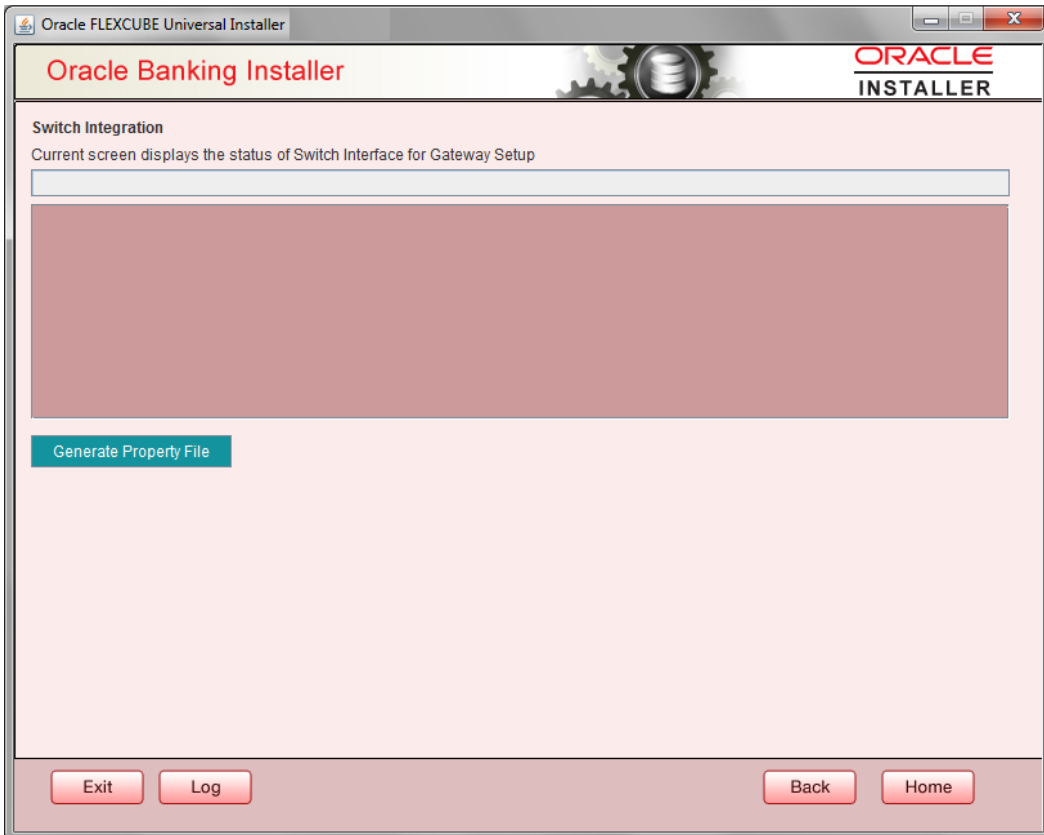 Oracle FLEXCUBE Universal Installer
Oracle Banking Installer
ORACLE
INSTALLER
Switch Integration
Current screen displays the status of Switch Interface for Gateway Setup
Generate Property File
Exit
Log
Back
Home